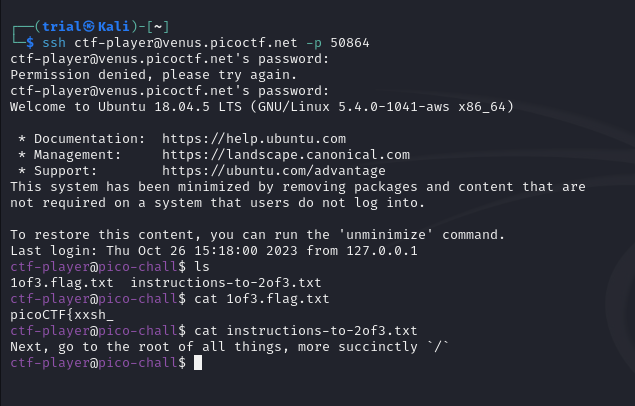 ┌──(trial㉿Kali)-[~]
└─$ ssh ctf-player@venus.picoctf.net -p 50864
ctf-player@venus.picoctf.net's password:
Permission denied, please try again.
ctf-player@venus.picoctf.net's password:
Welcome to Ubuntu 18.04.5 LTS (GNU/Linux 5.4.0-1041-aws x86_64)

 * Documentation:  https://help.ubuntu.com
 * Management:     https://landscape.canonical.com
 * Support:        https://ubuntu.com/advantage
This system has been minimized by removing packages and content that are
not required on a system that users do not log into.

To restore this content, you can run the 'unminimize' command.
Last login: Thu Oct 26 15:18:00 2023 from 127.0.0.1
ctf-player@pico-chall$ ls
1of3.flag.txt  instructions-to-2of3.txt
ctf-player@pico-chall$ cat 1of3.flag.txt
picoCTF{xxsh_
ctf-player@pico-chall$ cat instructions-to-2of3.txt
Next, go to the root of all things, more succinctly `/`
ctf-player@pico-chall$